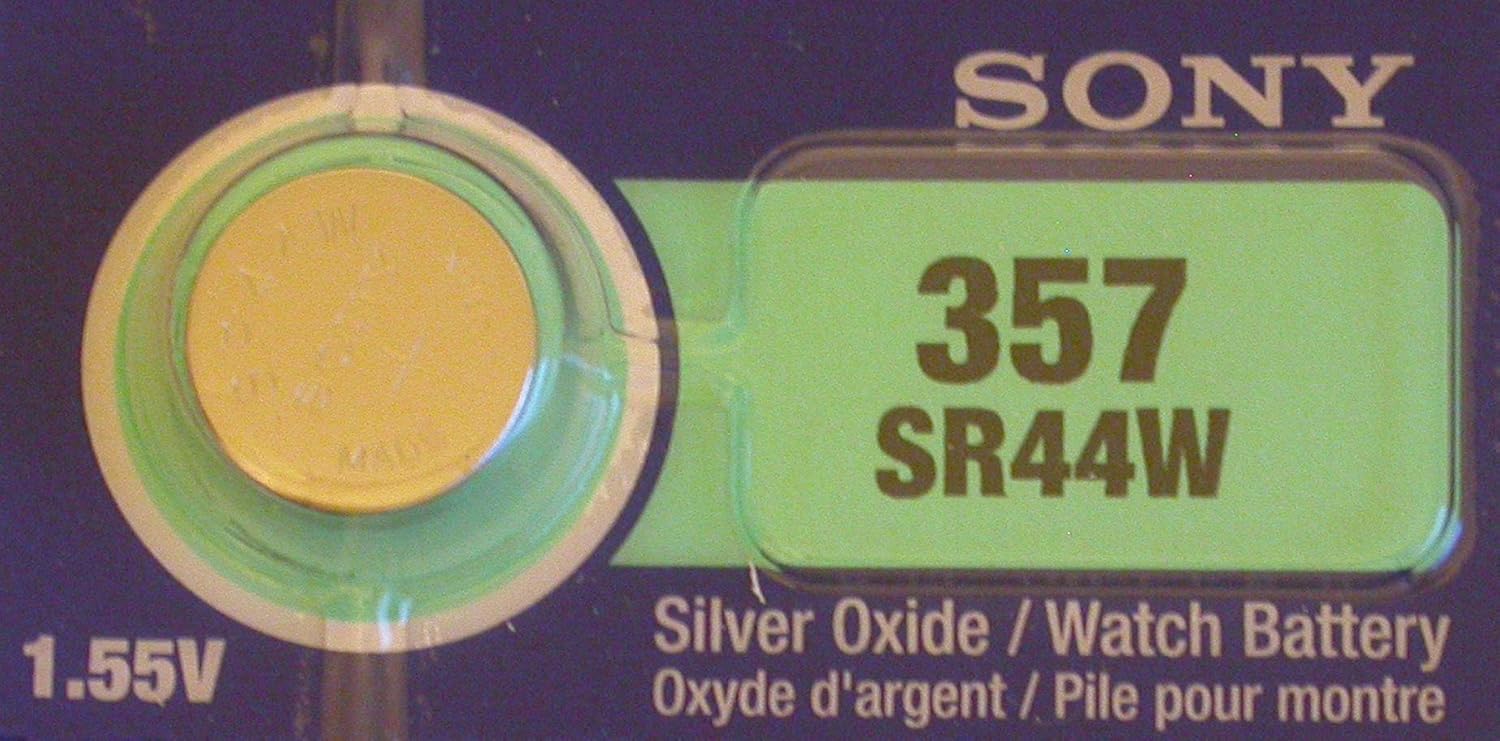 SONY
357
SR44W
Silver Oxide / Watch Battery
Oxyde d'argent / Pile pour montre
1.55V